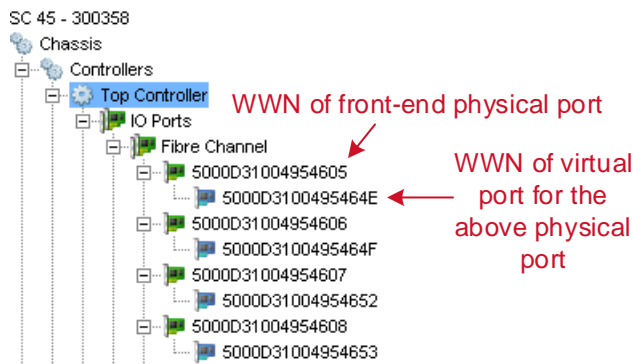 SC 45 - 300358
Chassis
Controllers
Top Controller
WWN of front-end physical port
IO Ports
Fibre Channel
5000D31004954605
WWN of virtual
port for the
above physical
port
5000D3100495464E
5000D31004954606
5000D3100495464F
5000D31004954607
5000D31004954652
5000D31004954608
5000D31004954653